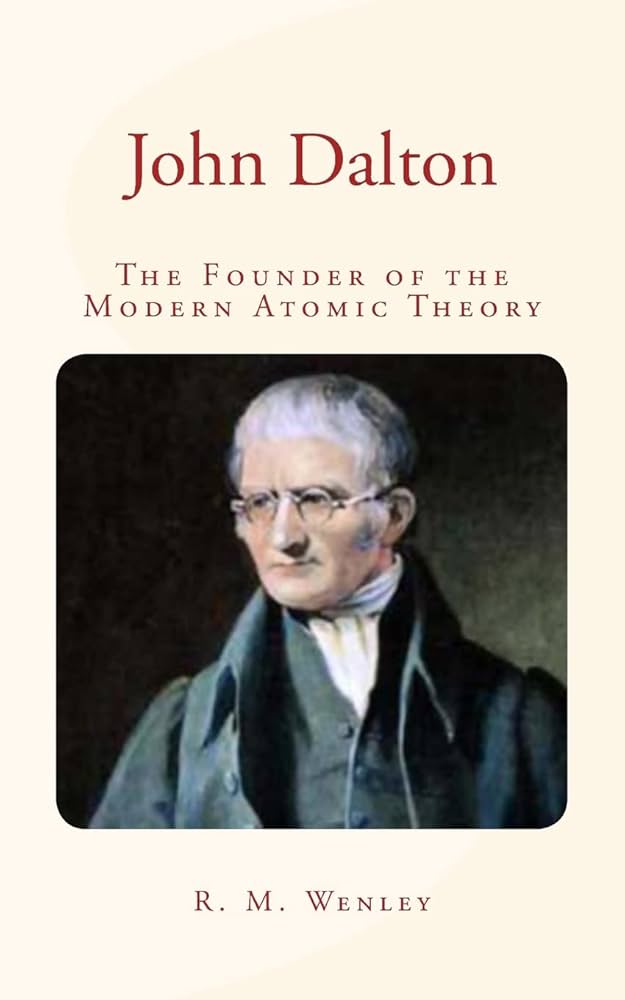 John Dalton
The Founder of the
Modern Atomic Theory
R. M. Wenley